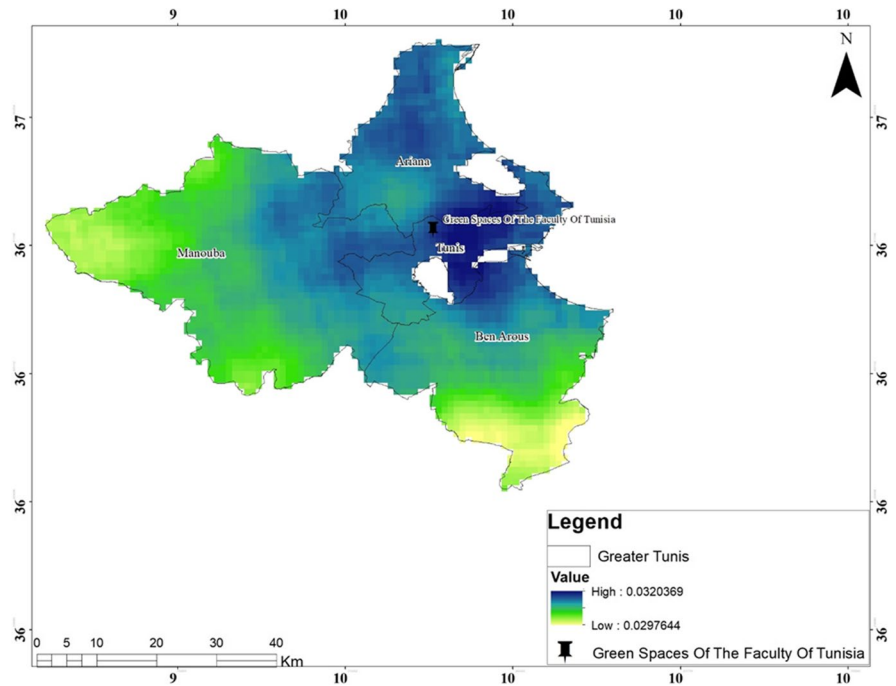 9 10 10 10
N
37 37
Ariana
Green Spaces Of The Faculty Of Tunisia
36 36
Manouba
Tunis
Ben Arous
36 36
36 36
Legend
Greater Tunis
Value
High : 0.0320369
Low : 0.0297644
Green Spaces Of The Faculty Of Tunisia
36 36
0 5 10 20 30 40
Km
9 10 10 10